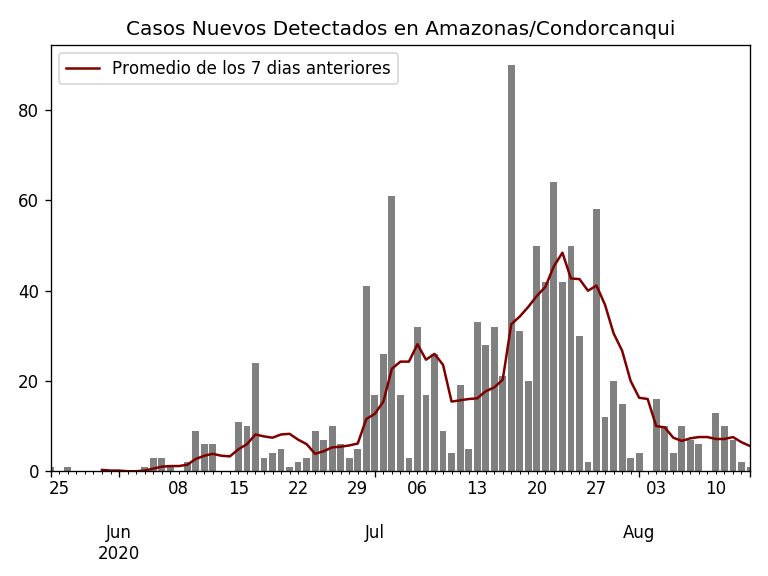 Casos Nuevos Detectados en Amazonas/Condorcanqui
Promedio de los 7 dias anteriores
80
60
40
20
0
25 08 15 22 29 06 13 20 27 03 10
Jun Jul Aug
2020